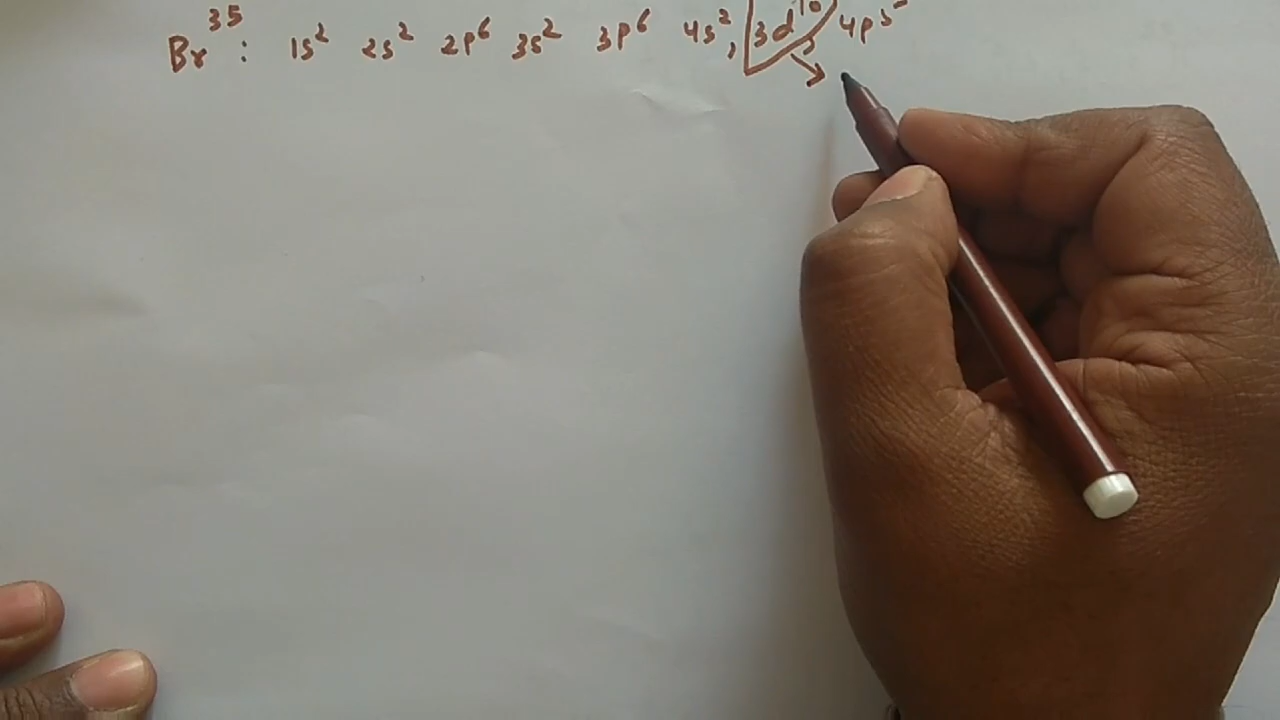 Br³⁵ : 1s² 2s² 2p⁶ 3s² 3p⁶ 4s², 3d¹⁰ 4p⁵